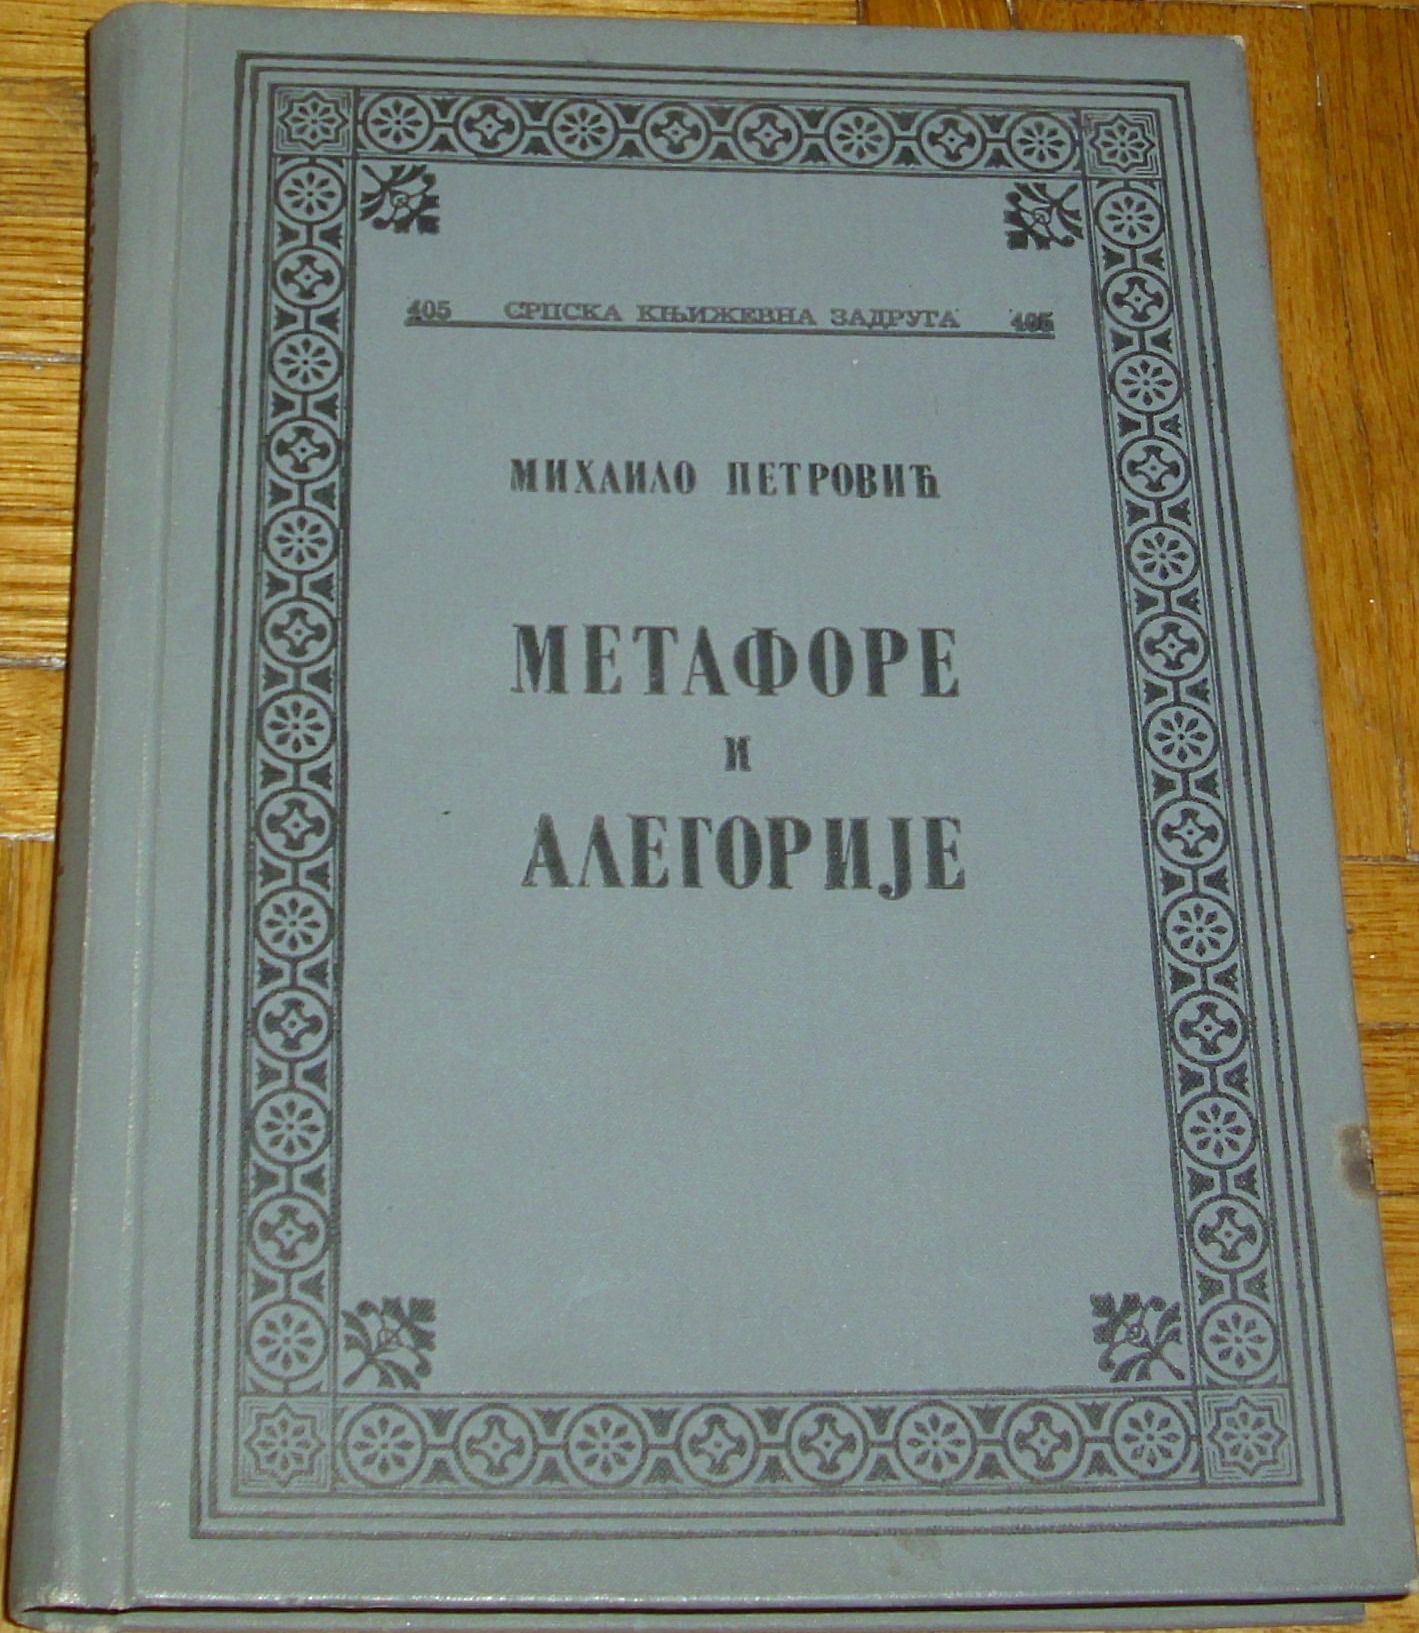 405 СРПСКА КЊИЖЕВНА ЗАДРУГА 405
МИХАИЛО ПЕТРОВИЋ
МЕТАФОРЕ
И
АЛЕГОРИЈЕ